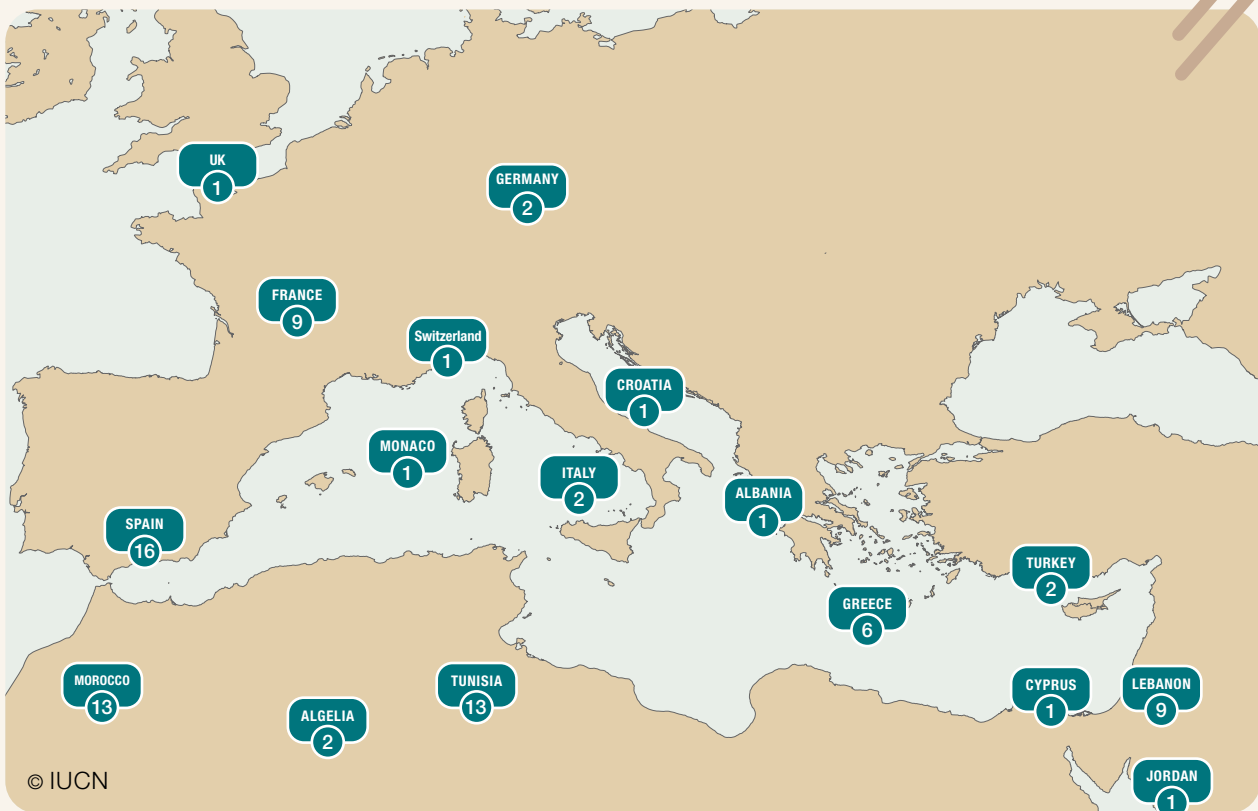 UK
1
GERMANY
2
FRANCE
9
Switzerland
1
CROATIA
1
MONACO
1
ITALY
2
ALBANIA
1
SPAIN
16
TURKEY
2
GREECE
6
MOROCCO
13
TUNISIA
13
ALGELIA
2
CYPRUS
1
LEBANON
9
JORDAN
1
© IUCN